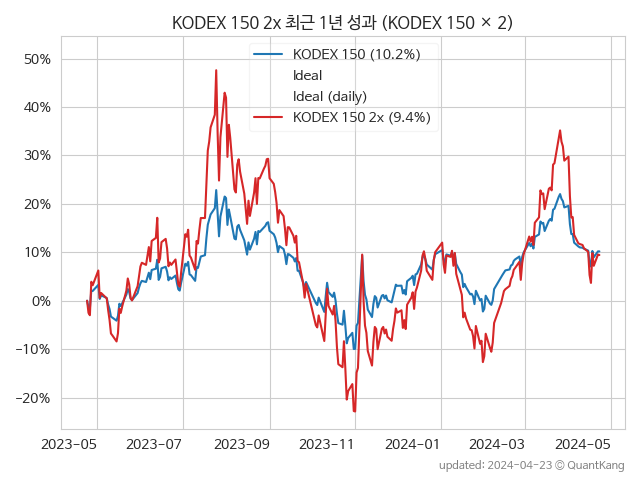 KODEX 150 2x 최근 1년 성과 (KODEX 150 × 2)
50%
40%
30%
20%
10%
0%
−10%
−20%
KODEX 150 (10.2%)
Ideal
Ideal (daily)
KODEX 150 2x (9.4%)
2023-05 2023-07 2023-09 2023-11 2024-01 2024-03 2024-05
updated: 2024-04-23 ⓒ QuantKang